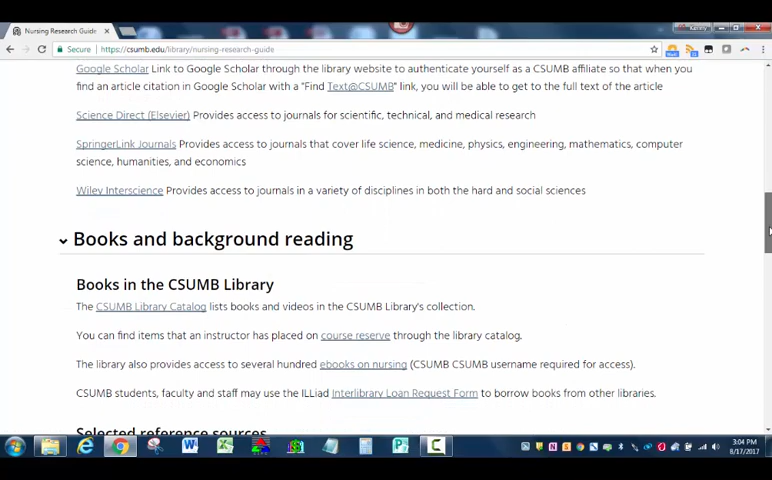 Nursing Research Guide
Secure
https://csumb.edu/library/nursing-research-guide
Google Scholar Link to Google Scholar through the library website to authenticate yourself as a CSUMB affiliate so that when you
find an article citation in Google Scholar with a "Find Text@CSUMB" link, you will be able to get to the full text of the article
Science Direct (Elsevier) Provides access to journals for scientific, technical, and medical research
SpringerLink Journals Provides access to journals that cover life science, medicine, physics, engineering, mathematics, computer
science, humanities, and economics
Wiley Interscience Provides access to journals in a variety of disciplines in both the hard and social sciences
Books and background reading
Books in the CSUMB Library
The CSUMB Library Catalog lists books and videos in the CSUMB Library's collection.
You can find items that an instructor has placed on course reserve through the library catalog.
The library also provides access to several hundred ebooks on nursing (CSUMB CSUMB username required for access).
CSUMB students, faculty and staff may use the ILLiad Interlibrary Loan Request Form to borrow books from other libraries.
Selected reference sources
3:04 PM
8/17/2017